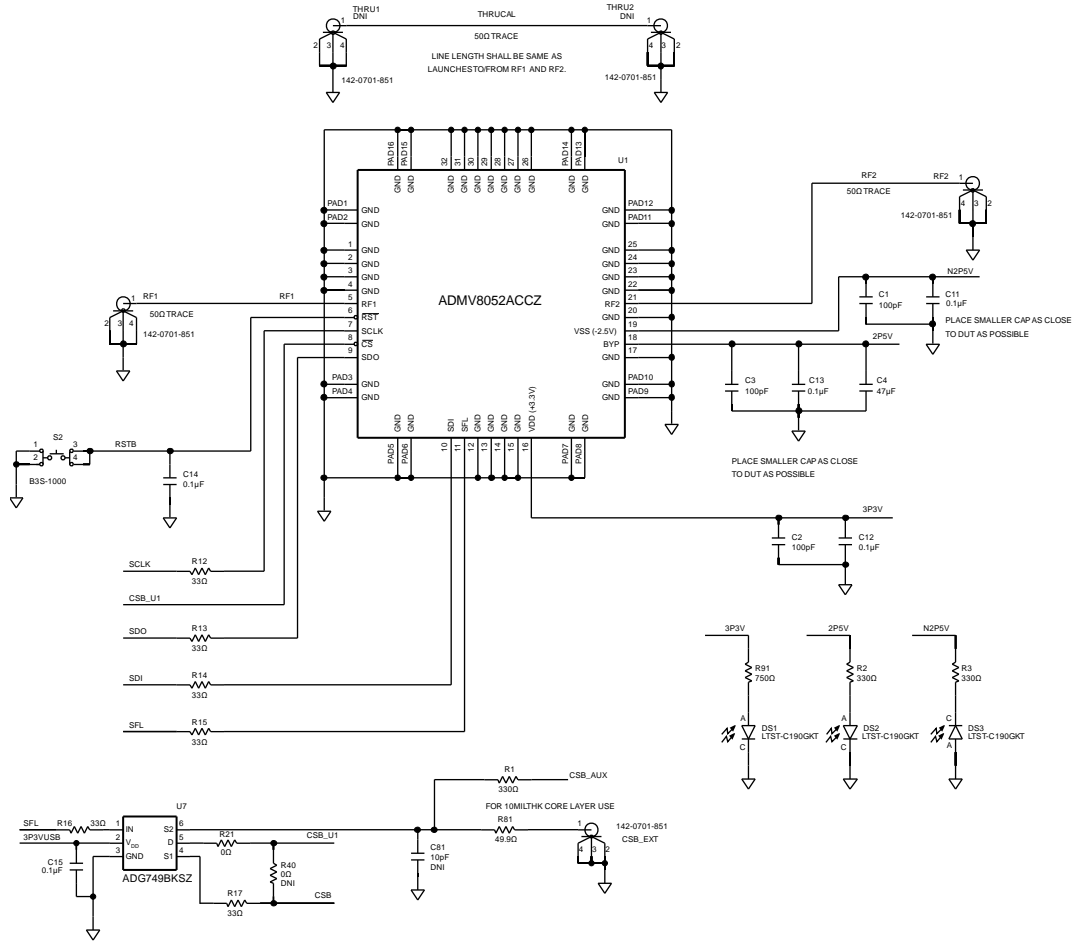 THRU1
DNI
THRUCAL
THRU2
DNI
1
1
50Ω TRACE
2 3 4
4 3 2
LINE LENGTH SHALL BE SAME AS
LAUNCHES TO/FROM RF1 AND RF2.
142-0701-851
142-0701-851
PAD16
PAD15
32
31
30
29
28
27
26
PAD14
PAD13
U1
GND
GND
GND
GND
GND
GND
GND
GND
GND
GND
GND
RF2
RF2
1
50Ω TRACE
4 3 2
142-0701-851
PAD1
GND
GND
PAD12
PAD2
GND
GND
PAD11
1
GND
GND
25
2
GND
GND
24
3
GND
GND
23
4
GND
GND
22
ADMV8052ACCZ
N2P5V
C1
100pF
C11
0.1µF
PLACE SMALLER CAP AS CLOSE
TO DUT AS POSSIBLE
1
RF1
RF1
5
RF1
RF2
21
50Ω TRACE
2 3 4
142-0701-851
6
RST
GND
20
7
SCLK
VSS (-2.5V)
19
8
CS
BYP
18
2P5V
9
SDO
GND
17
C3
100pF
C13
0.1µF
C4
47µF
PAD3
GND
GND
PAD10
PAD4
GND
GND
PAD9
GND
GND
SDI
SFL
GND
GND
GND
GND
VDD (+3.3V)
GND
GND
PAD5
PAD6
10
11
12
13
14
15
16
PAD7
PAD8
S2
1
2
3
4
RSTB
B3S-1000
C14
0.1µF
PLACE SMALLER CAP AS CLOSE
TO DUT AS POSSIBLE
3P3V
C2
100pF
C12
0.1µF
SCLK
R12
33Ω
CSB_U1
SDO
R13
33Ω
SDI
R14
33Ω
SFL
R15
33Ω
3P3V
2P5V
N2P5V
R91
750Ω
R2
330Ω
R3
330Ω
A
DS1
LTST-C190GKT
C
A
DS2
LTST-C190GKT
C
C
DS3
LTST-C190GKT
A
R1
330Ω
CSB_AUX
FOR 10MILTHK CORE LAYER USE
R81
49.9Ω
1
142-0701-851
CSB_EXT
4 3 2
C81
10pF
DNI
U7
SFL
R16
33Ω
1
IN
S2
6
3P3VUSB
2
VDD
D
5
R21
0Ω
CSB_U1
3
GND
S1
4
C15
0.1µF
ADG749BKSZ
R40
0Ω
DNI
R17
33Ω
CSB